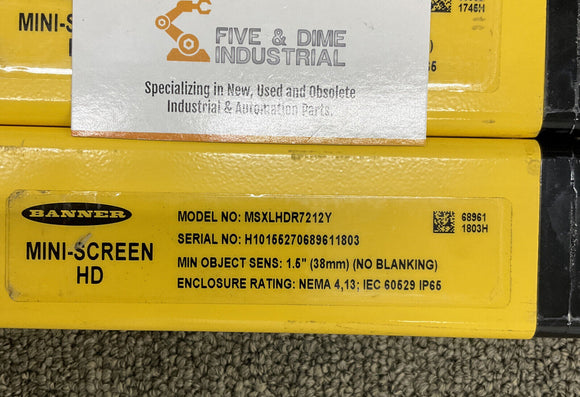 MINI-S
1745H
FIVE & DIME
INDUSTRIAL
Specializing in New, Used and Obsolete
Industrial & Automation Parts.
BANNER
MINI-SCREEN
HD
MODEL NO: MSXLHDR7212Y
SERIAL NO: H10155270689611803
MIN OBJECT SENS: 1.5" (38mm) (NO BLANKING)
ENCLOSURE RATING: NEMA 4,13; IEC 60529 IP65
68961
1803H